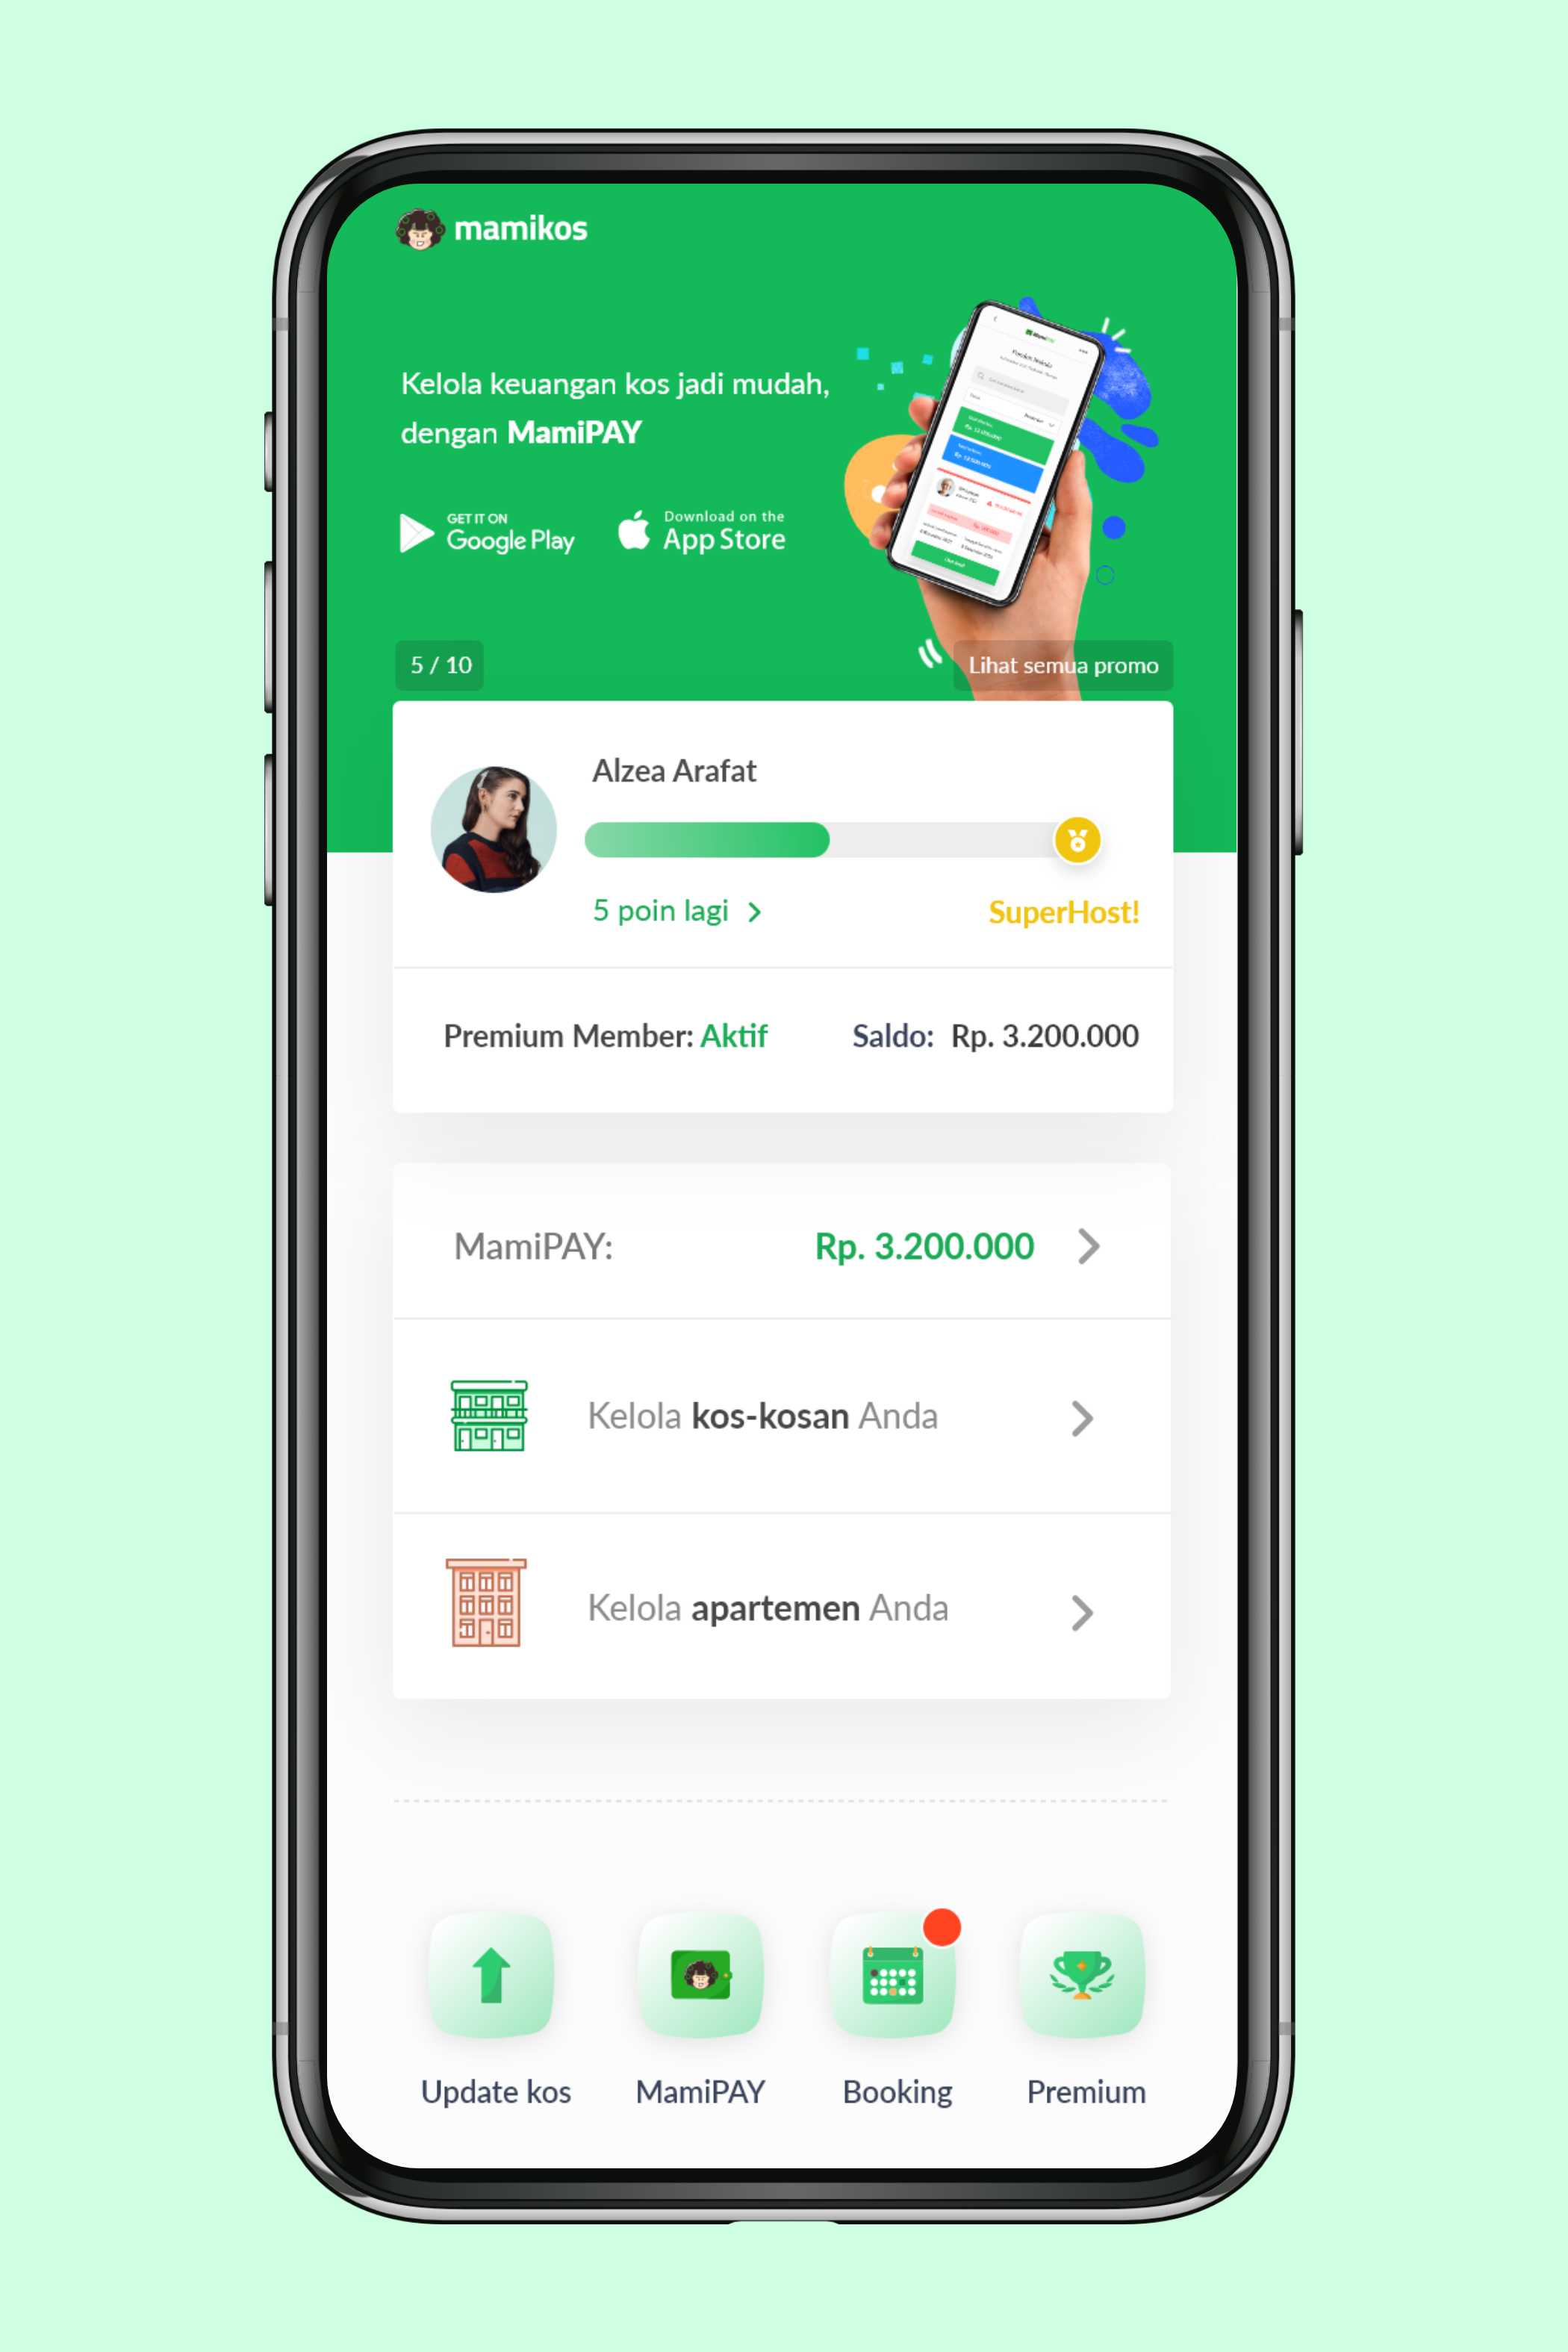 mamikos
Kelola keuangan kos jadi mudah,
dengan MamiPAY
GET IT ON
Google Play
Download on the
App Store
5 / 10
Lihat semua promo
Alzea Arafat
5 poin lagi
SuperHost!
Premium Member: Aktif
Saldo: Rp. 3.200.000
MamiPAY:
Rp. 3.200.000
Kelola kos-kosan Anda
Kelola apartemen Anda
Update kos
MamiPAY
Booking
Premium